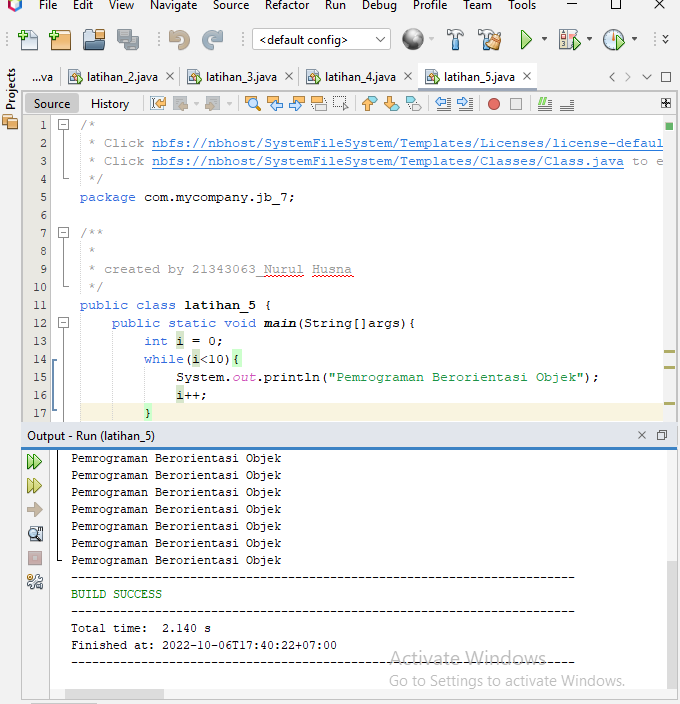 File Edit View Navigate Source Refactor Run Debug Profile Team Tools
<default config>
...va latihan_2.java latihan_3.java latihan_4.java latihan_5.java
Projects
Source History
1 /*
2 * Click nbfs://nbhost/SystemFileSystem/Templates/Licenses/license-defaul
3 * Click nbfs://nbhost/SystemFileSystem/Templates/Classes/Class.java to e
4 */
5 package com.mycompany.jb_7;
6
7 /**
8 *
9 * created by 21343063_Nurul Husna
10 */
11 public class latihan_5 {
12 public static void main(String[]args){
13 int i = 0;
14 while(i<10){
15 System.out.println("Pemrograman Berorientasi Objek");
16 i++;
17 }
Output - Run (latihan_5)
Pemrograman Berorientasi Objek
Pemrograman Berorientasi Objek
Pemrograman Berorientasi Objek
Pemrograman Berorientasi Objek
Pemrograman Berorientasi Objek
Pemrograman Berorientasi Objek
Pemrograman Berorientasi Objek
------------------------------------------------------------------------
BUILD SUCCESS
------------------------------------------------------------------------
Total time: 2.140 s
Finished at: 2022-10-06T17:40:22+07:00
------------------------------------------------------------------------
Activate Windows
Go to Settings to activate Windows.